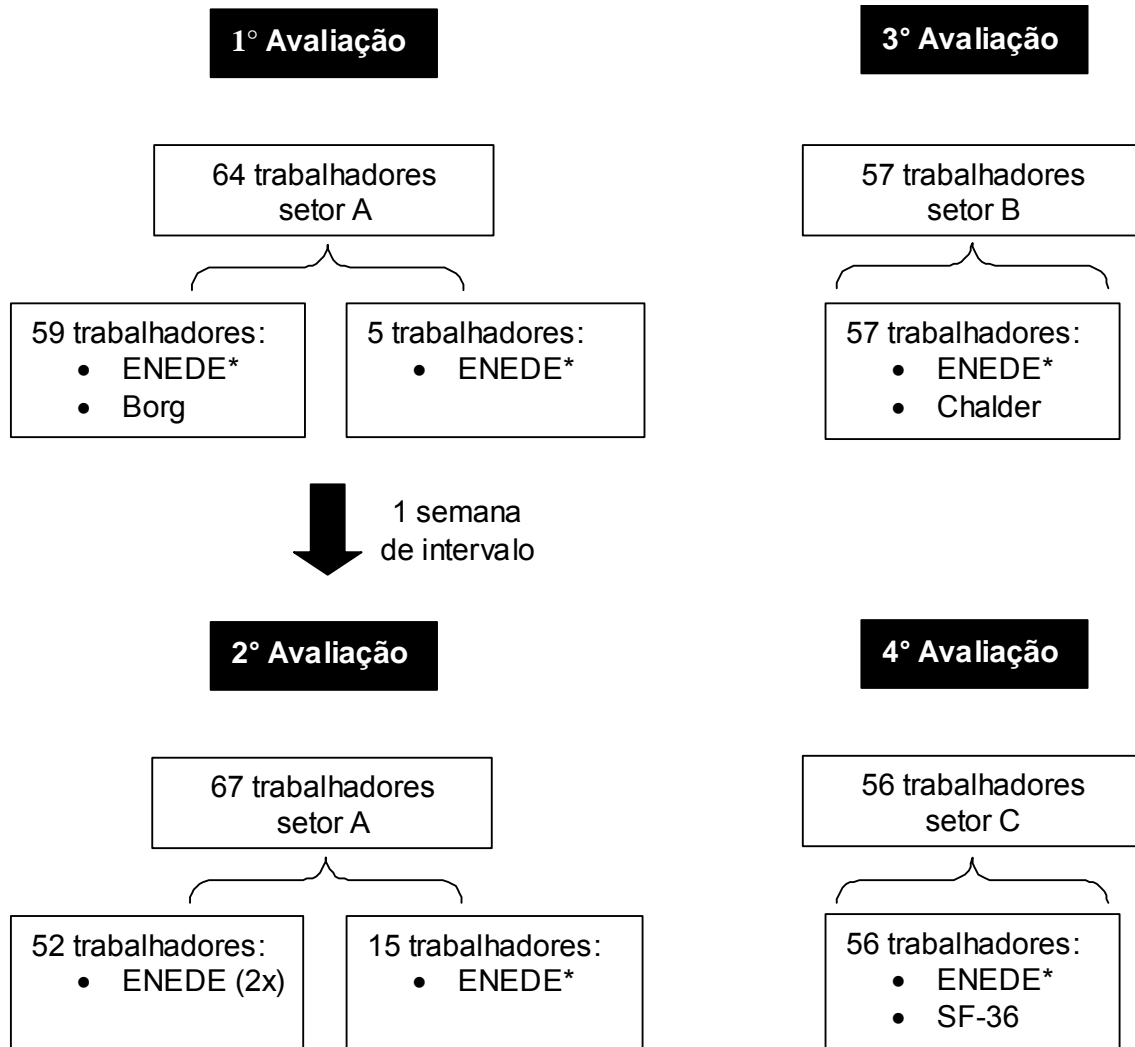 1° Avaliação
64 trabalhadores
setor A
59 trabalhadores:
• ENEDE*
• Borg
5 trabalhadores:
• ENEDE*
1 semana
de intervalo
2° Avaliação
67 trabalhadores
setor A
52 trabalhadores:
• ENEDE (2x)
15 trabalhadores:
• ENEDE*
3° Avaliação
57 trabalhadores
setor B
57 trabalhadores:
• ENEDE*
• Chalder
4° Avaliação
56 trabalhadores
setor C
56 trabalhadores:
• ENEDE*
• SF-36